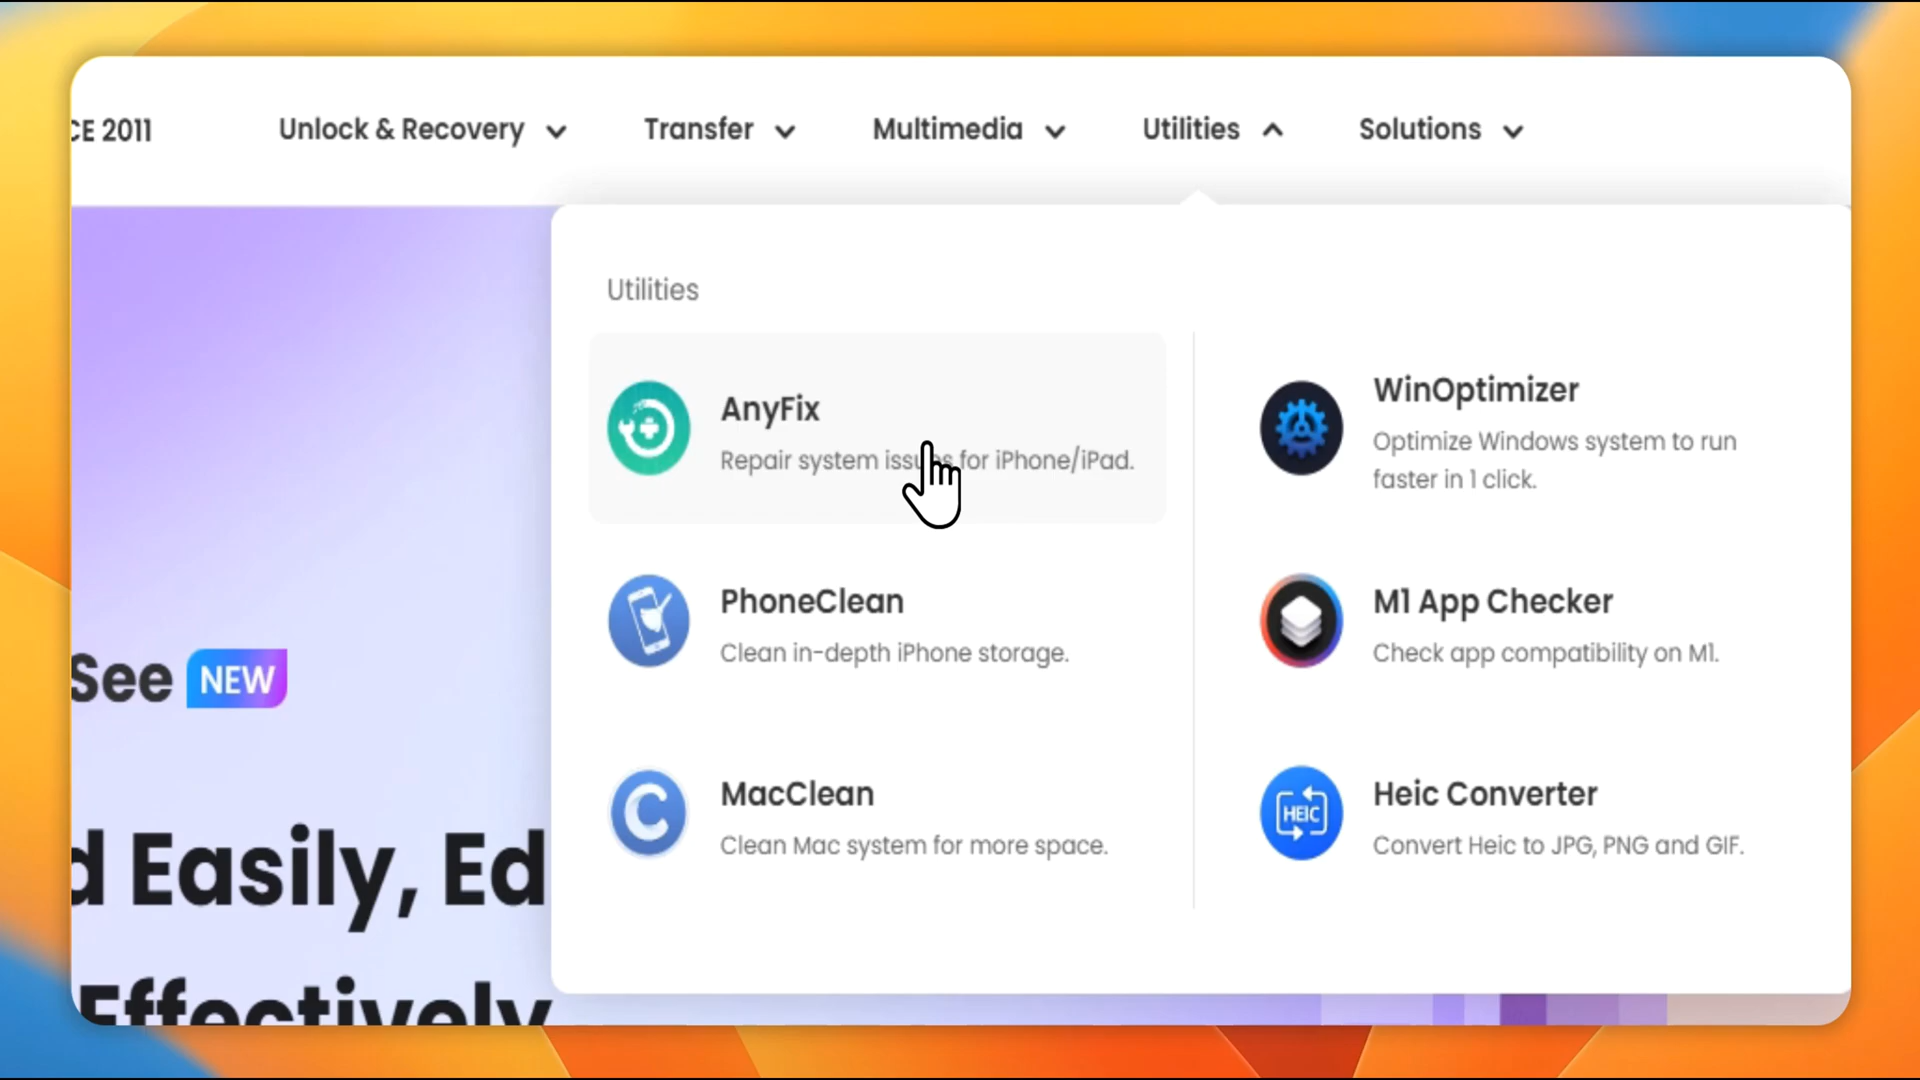 CE 2011
Unlock & Recovery
Transfer
Multimedia
Utilities
Solutions
Utilities
AnyFix
Repair system issues for iPhone/iPad.
PhoneClean
Clean in-depth iPhone storage.
MacClean
Clean Mac system for more space.
WinOptimizer
Optimize Windows system to run
faster in 1 click.
M1 App Checker
Check app compatibility on M1.
HEIC
Heic Converter
Convert Heic to JPG, PNG and GIF.
See NEW
d Easily, Ed
Effectively